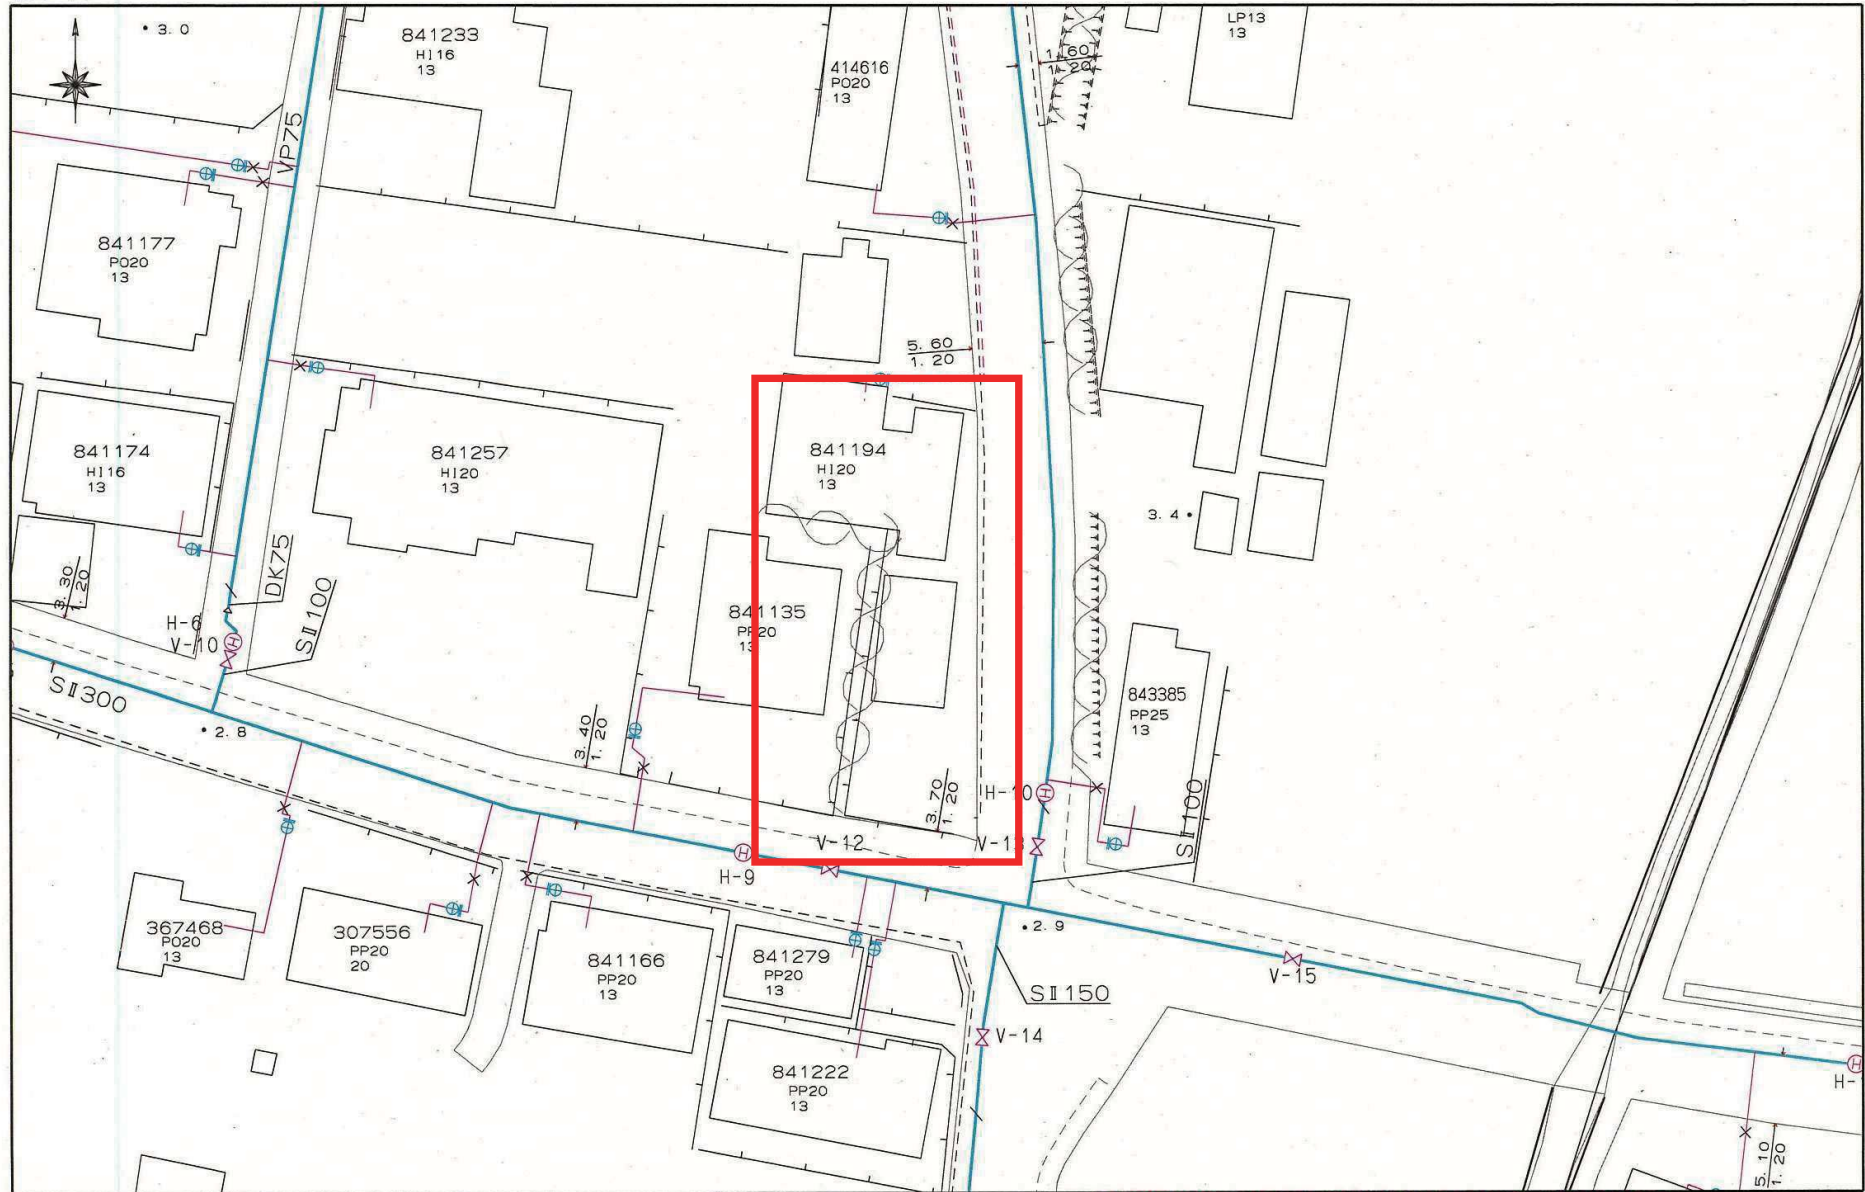 3. 0
841233
HI16
13
414616
PO20
13
LP13
13
1. 60
1. 20
VP75
841177
PO20
13
5. 60
1. 20
841174
HI16
13
841257
HI20
13
841194
HI20
13
3. 4
3. 30
1. 20
DK75
SⅡ100
H-6
V-10
841135
PP20
13
SⅡ300
2. 8
3. 40
1. 20
843385
PP25
13
3. 70
1. 20
H-10
SⅡ100
V-12
V-13
H-9
367468
PO20
13
307556
PP20
20
841166
PP20
13
841279
PP20
13
2. 9
V-15
SⅡ150
V-14
841222
PP20
13
H-
5. 10
1. 20